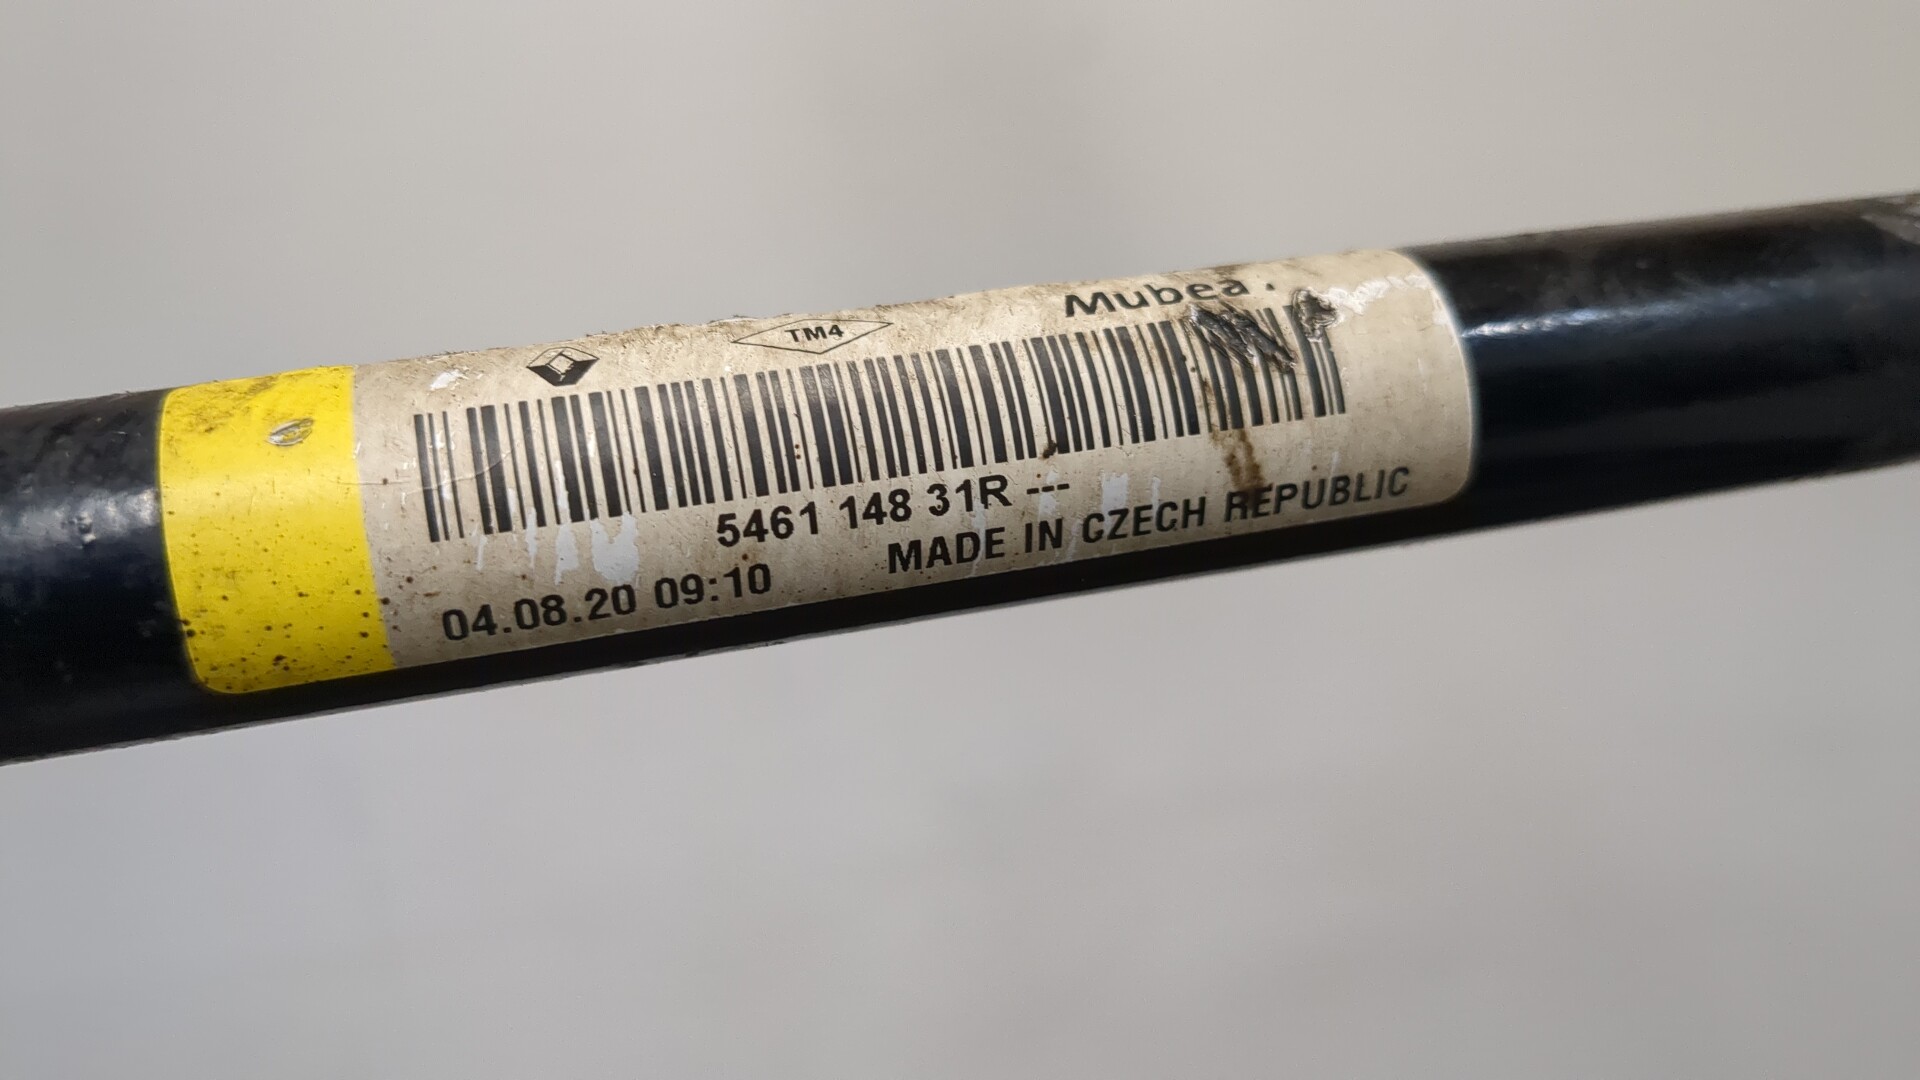 TM4
Mubea
5461 148 31R ---
MADE IN CZECH REPUBLIC
04.08.20 09:10